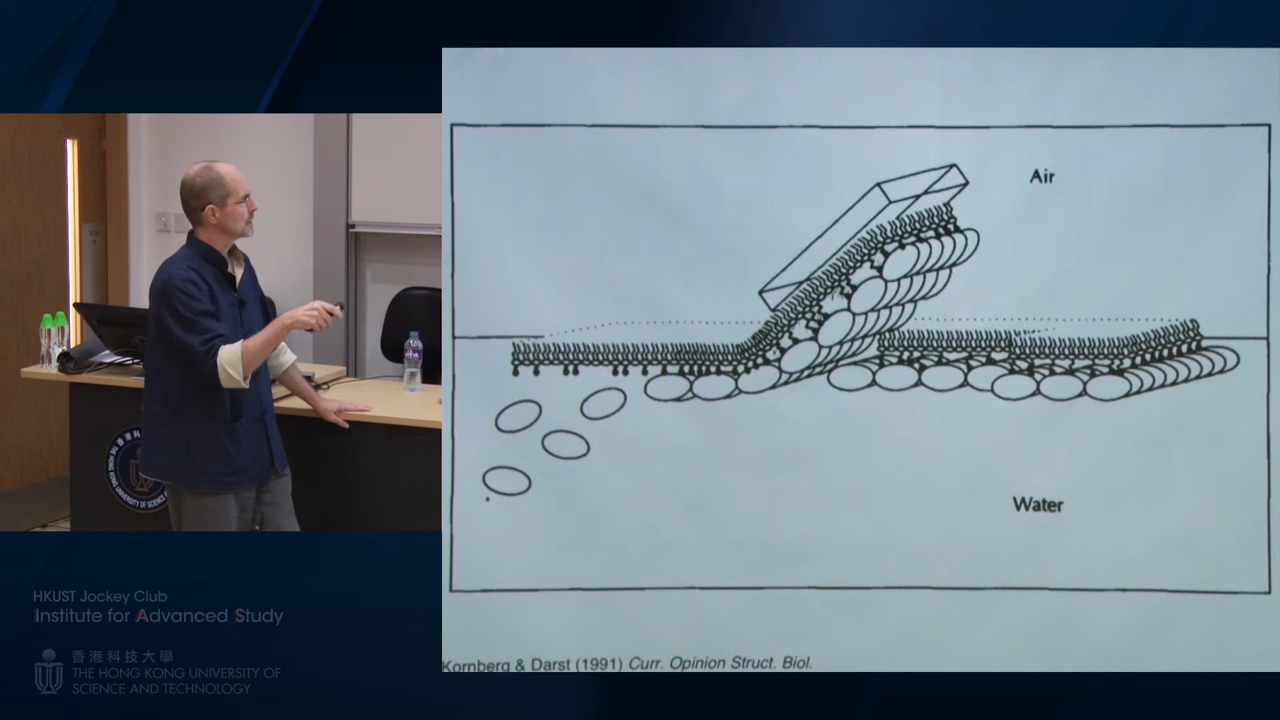 Air
Water
Kornberg & Darst (1991) Curr. Opinion Struct. Biol.
HKUST Jockey Club
Institute for Advanced Study
香港科技大學
THE HONG KONG UNIVERSITY OF
SCIENCE AND TECHNOLOGY